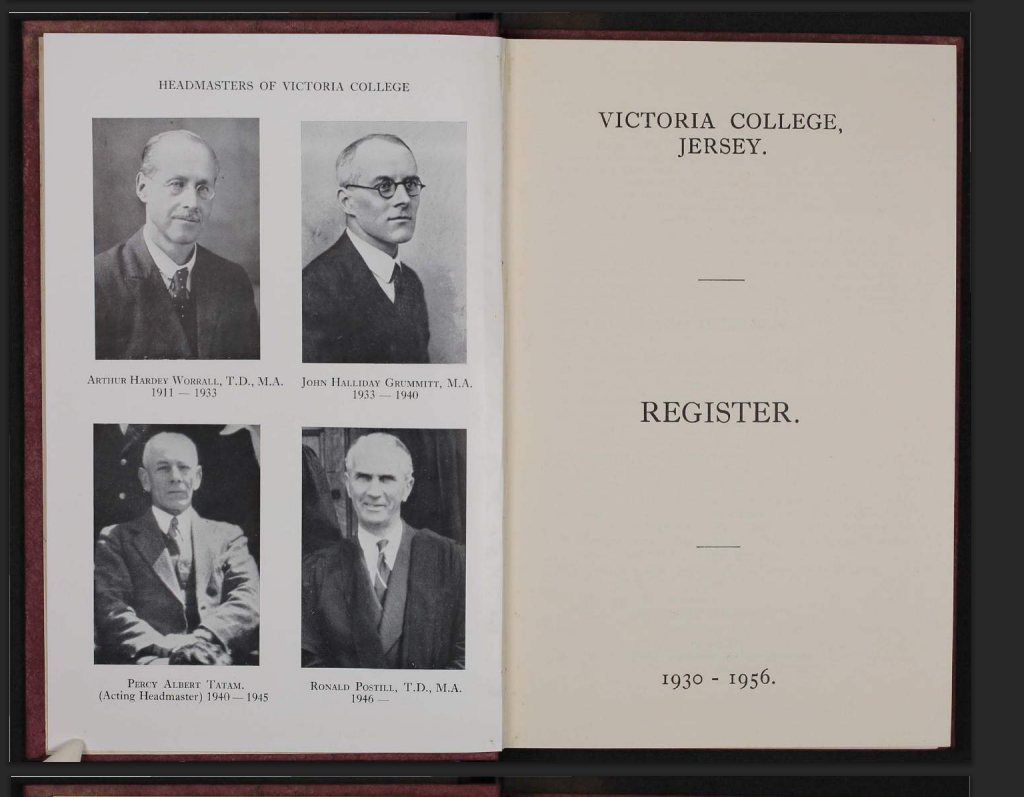 HEADMASTERS OF VICTORIA COLLEGE
ARTHUR HARDEY WORRALL, T.D., M.A.
1911 — 1933
JOHN HALLIDAY GRUMMITT, M.A.
1933 — 1940
PERCY ALBERT TATAM.
(Acting Headmaster) 1940 — 1945
RONALD POSTILL, T.D., M.A.
1946 —
VICTORIA COLLEGE,
JERSEY.
REGISTER.
1930 - 1956.